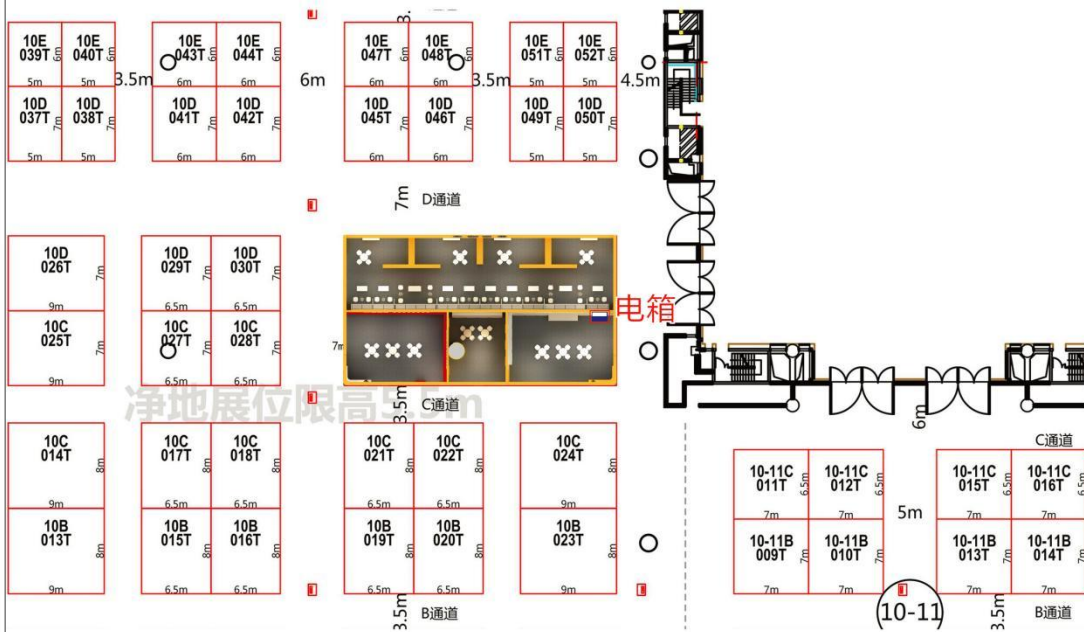 3.
10E
039T
6m
5m
10E
040T
6m
5m
3.5m
10E
043T
6m
6m
10E
044T
6m
6m
6m
10E
047T
6m
6m
10E
048T
6m
6m
3.5m
10E
051T
6m
5m
10E
052T
6m
5m
4.5m
10D
037T
7m
5m
10D
038T
7m
5m
10D
041T
7m
6m
10D
042T
7m
6m
10D
045T
7m
6m
10D
046T
7m
6m
10D
049T
7m
5m
10D
050T
7m
5m
7m
D通道
10D
026T
7m
9m
10D
029T
7m
6.5m
10D
030T
7m
6.5m
电箱
10C
025T
7m
9m
10C
027T
7m
6.5m
10C
028T
7m
6.5m
7m
净地展位限高5.5m
3.5m
C通道
6m
10C
014T
8m
9m
10C
017T
8m
6.5m
10C
018T
8m
6.5m
10C
021T
8m
6.5m
10C
022T
8m
6.5m
10C
024T
8m
9m
C通道
10-11C
011T
6.5m
7m
10-11C
012T
6.5m
7m
5m
10-11C
015T
6.5m
7m
10-11C
016T
6.5m
7m
10B
013T
8m
9m
10B
015T
8m
6.5m
10B
016T
8m
6.5m
10B
019T
8m
6.5m
10B
020T
8m
6.5m
10B
023T
8m
9m
10-11B
009T
7m
7m
10-11B
010T
7m
7m
10-11B
013T
7m
7m
10-11B
014T
7m
7m
3.5m
B通道
10-11
3.5m
B通道